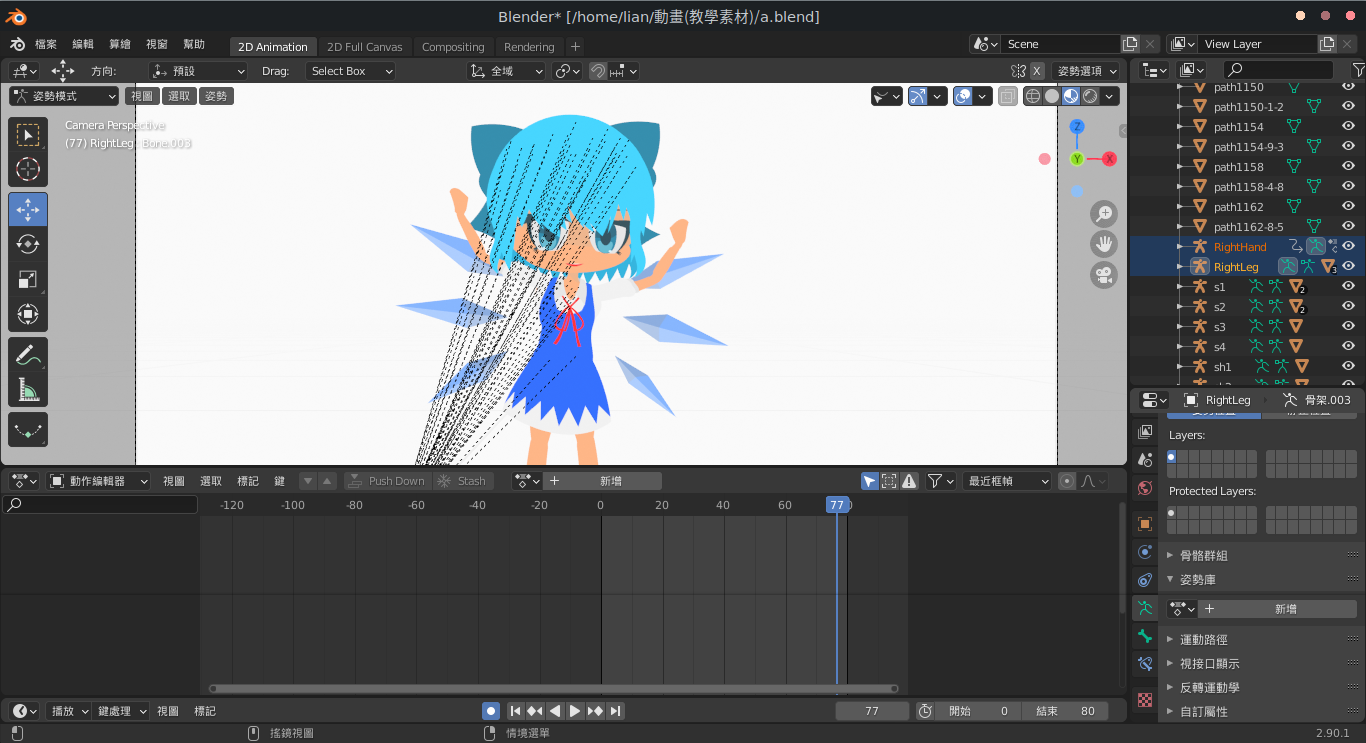 Blender* [/home/lian/動畫(教學素材)/a.blend]
檔案 編輯 算繪 視窗 幫助 2D Animation 2D Full Canvas Compositing Rendering + Scene View Layer
方向: 預設 Drag: Select Box 全域 X 姿勢選項
姿勢模式 視圖 選取 姿勢
Camera Perspective
(77) RightLeg : Bone.003
Z
Y
X
path1150
path1150-1-2
path1154
path1154-9-3
path1158
path1158-4-8
path1162
path1162-8-5
RightHand
RightLeg 3
s1 2
s2 2
s3
s4
sh1
RightLeg 骨架.003
Layers:
Protected Layers:
骨骼群組
姿勢庫
+ 新增
運動路徑
視接口顯示
反轉運動學
自訂屬性
動作編輯器 視圖 選取 標記 鍵 Push Down Stash + 新增 最近框幀
-120 -100 -80 -60 -40 -20 0 20 40 60 77
播放 鍵處理 視圖 標記 77 開始 0 結束 80
搖鏡視圖 情境選單 2.90.1